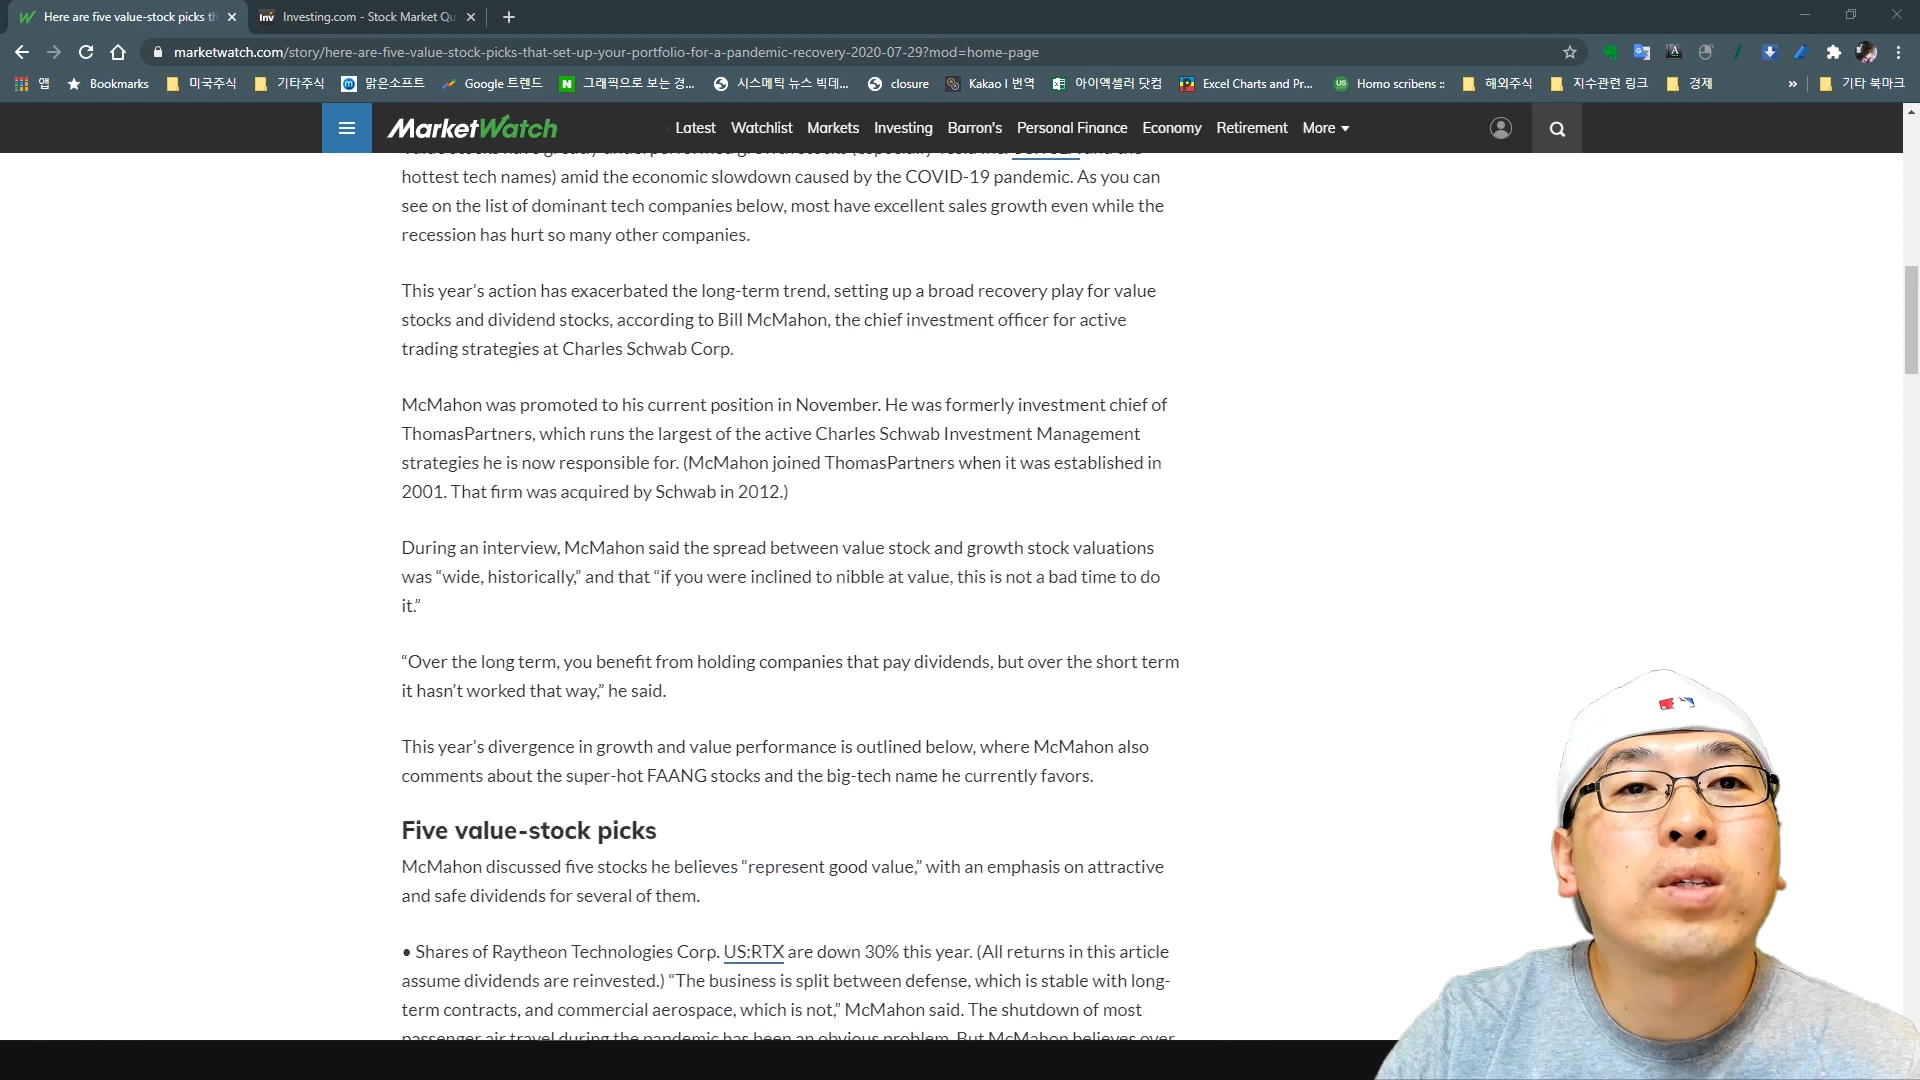 Here are five value-stock picks th
Investing.com - Stock Market Qu
marketwatch.com/story/here-are-five-value-stock-picks-that-set-up-your-portfolio-for-a-pandemic-recovery-2020-07-29?mod=home-page
앱 Bookmarks 미국주식 기타주식 맑은소프트 Google 트렌드 그래픽으로 보는 경... 시스메틱 뉴스 빅데... closure Kakao I 번역 아이엑셀러 닷컴 Excel Charts and Pr... Homo scribens :: 해외주식 지수관련 링크 경제 » 기타 북마크
MarketWatch Latest Watchlist Markets Investing Barron's Personal Finance Economy Retirement More
hottest tech names) amid the economic slowdown caused by the COVID-19 pandemic. As you can
see on the list of dominant tech companies below, most have excellent sales growth even while the
recession has hurt so many other companies.
This year’s action has exacerbated the long-term trend, setting up a broad recovery play for value
stocks and dividend stocks, according to Bill McMahon, the chief investment officer for active
trading strategies at Charles Schwab Corp.
McMahon was promoted to his current position in November. He was formerly investment chief of
ThomasPartners, which runs the largest of the active Charles Schwab Investment Management
strategies he is now responsible for. (McMahon joined ThomasPartners when it was established in
2001. That firm was acquired by Schwab in 2012.)
During an interview, McMahon said the spread between value stock and growth stock valuations
was “wide, historically,” and that “if you were inclined to nibble at value, this is not a bad time to do
it.”
“Over the long term, you benefit from holding companies that pay dividends, but over the short term
it hasn’t worked that way,” he said.
This year’s divergence in growth and value performance is outlined below, where McMahon also
comments about the super-hot FAANG stocks and the big-tech name he currently favors.
Five value-stock picks
McMahon discussed five stocks he believes “represent good value,” with an emphasis on attractive
and safe dividends for several of them.
• Shares of Raytheon Technologies Corp. US:RTX are down 30% this year. (All returns in this article
assume dividends are reinvested.) “The business is split between defense, which is stable with long-
term contracts, and commercial aerospace, which is not,” McMahon said. The shutdown of most
passenger air travel during the pandemic has been an obvious problem. But McMahon believes over